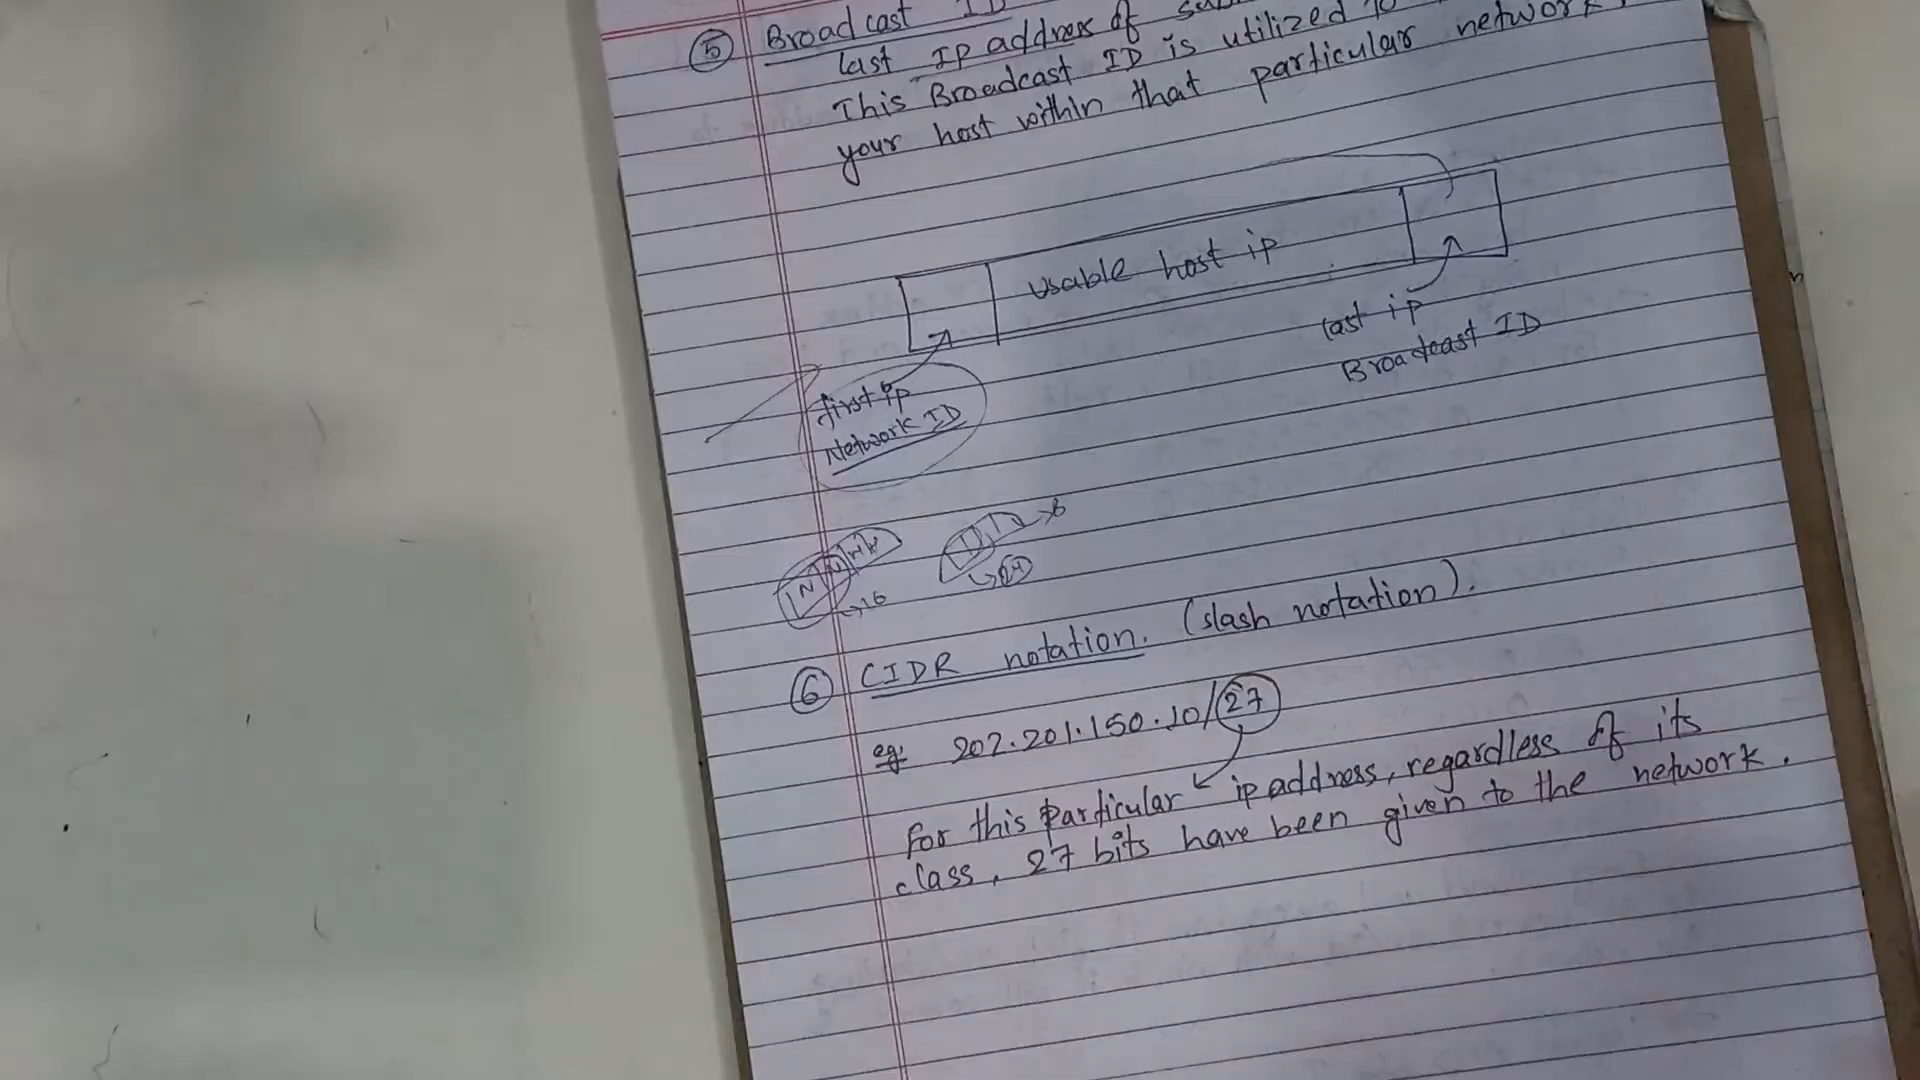 ⑤ Broadcast ID
last IP address of
This Broadcast ID is utilized to
your host within that particular network.
usable host ip
last ip
Broadcast ID
first ip
Network ID
→16
→8
⑥ CIDR notation. (slash notation).
eg: 202.201.150.10/27
For this particular ip address, regardless of its
class, 27 bits have been given to the network.